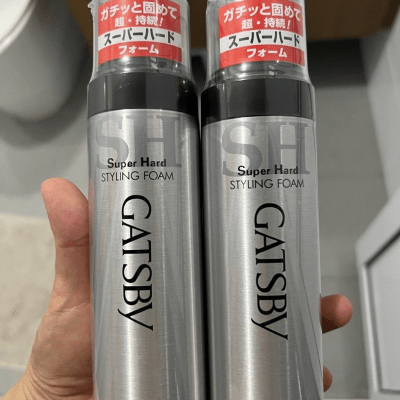 ガチッと固めて
超・持続!
スーパーハード
フォーム
SH
Super Hard
STYLING FOAM
GATSBY
ガチッと固めて
超・持続!
スーパーハード
フォーム
SH
Super Hard
STYLING FOAM
GATSBY